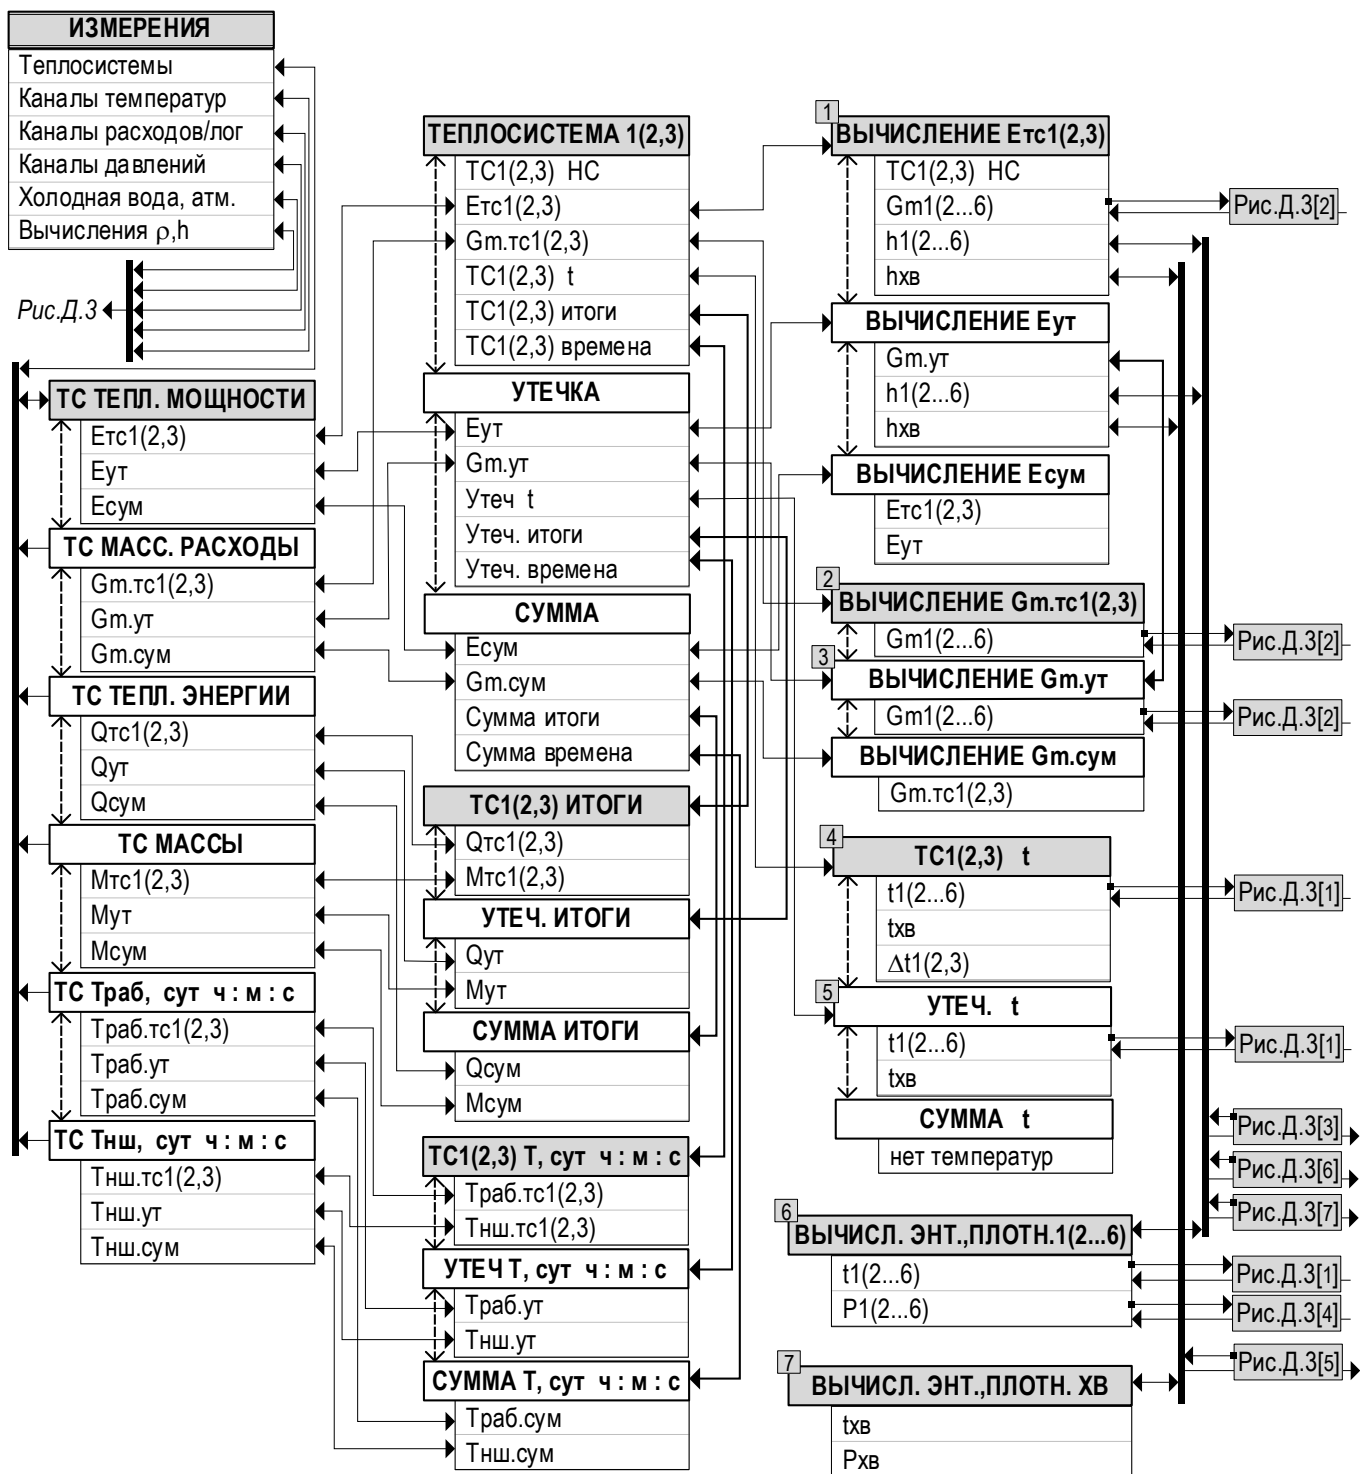 ИЗМЕРЕНИЯ
Теплосистемы
Каналы температур
Каналы расходов/лог
Каналы давлений
Холодная вода, атм.
Вычисления ρ,h
Рис.Д.3
ТС ТЕПЛ. МОЩНОСТИ
Етс1(2,3)
Еут
Есум
ТС МАСС. РАСХОДЫ
Gm.тс1(2,3)
Gm.ут
Gm.сум
ТС ТЕПЛ. ЭНЕРГИИ
Qтс1(2,3)
Qут
Qсум
ТС МАССЫ
Мтс1(2,3)
Мут
Мсум
ТС Траб, сут ч : м : с
Траб.тс1(2,3)
Траб.ут
Траб.сум
ТС Тнш, сут ч : м : с
Тнш.тс1(2,3)
Тнш.ут
Тнш.сум
ТЕПЛОСИСТЕМА 1(2,3)
ТС1(2,3) НС
Етс1(2,3)
Gm.тс1(2,3)
ТС1(2,3) t
ТС1(2,3) итоги
ТС1(2,3) времена
УТЕЧКА
Еут
Gm.ут
Утеч t
Утеч. итоги
Утеч. времена
СУММА
Есум
Gm.сум
Сумма итоги
Сумма времена
ТС1(2,3) ИТОГИ
Qтс1(2,3)
Мтс1(2,3)
УТЕЧ. ИТОГИ
Qут
Мут
СУММА ИТОГИ
Qсум
Мсум
ТС1(2,3) Т, сут ч : м : с
Траб.тс1(2,3)
Тнш.тс1(2,3)
УТЕЧ Т, сут ч : м : с
Траб.ут
Тнш.ут
СУММА Т, сут ч : м : с
Траб.сум
Тнш.сум
1
ВЫЧИСЛЕНИЕ Етс1(2,3)
ТС1(2,3) НС
Gm1(2...6)
h1(2...6)
hхв
Рис.Д.3[2]
ВЫЧИСЛЕНИЕ Еут
Gm.ут
h1(2...6)
hхв
ВЫЧИСЛЕНИЕ Есум
Етс1(2,3)
Еут
2
ВЫЧИСЛЕНИЕ Gm.тс1(2,3)
Gm1(2...6)
Рис.Д.3[2]
3
ВЫЧИСЛЕНИЕ Gm.ут
Gm1(2...6)
Рис.Д.3[2]
ВЫЧИСЛЕНИЕ Gm.сум
Gm.тс1(2,3)
4
ТС1(2,3) t
t1(2...6)
tхв
Δt1(2,3)
Рис.Д.3[1]
5
УТЕЧ. t
t1(2...6)
tхв
Рис.Д.3[1]
СУММА t
нет температур
Рис.Д.3[3]
Рис.Д.3[6]
Рис.Д.3[7]
6
ВЫЧИСЛ. ЭНТ.,ПЛОТН.1(2...6)
t1(2...6)
Р1(2...6)
Рис.Д.3[1]
Рис.Д.3[4]
Рис.Д.3[5]
7
ВЫЧИСЛ. ЭНТ.,ПЛОТН. ХВ
tхв
Рхв